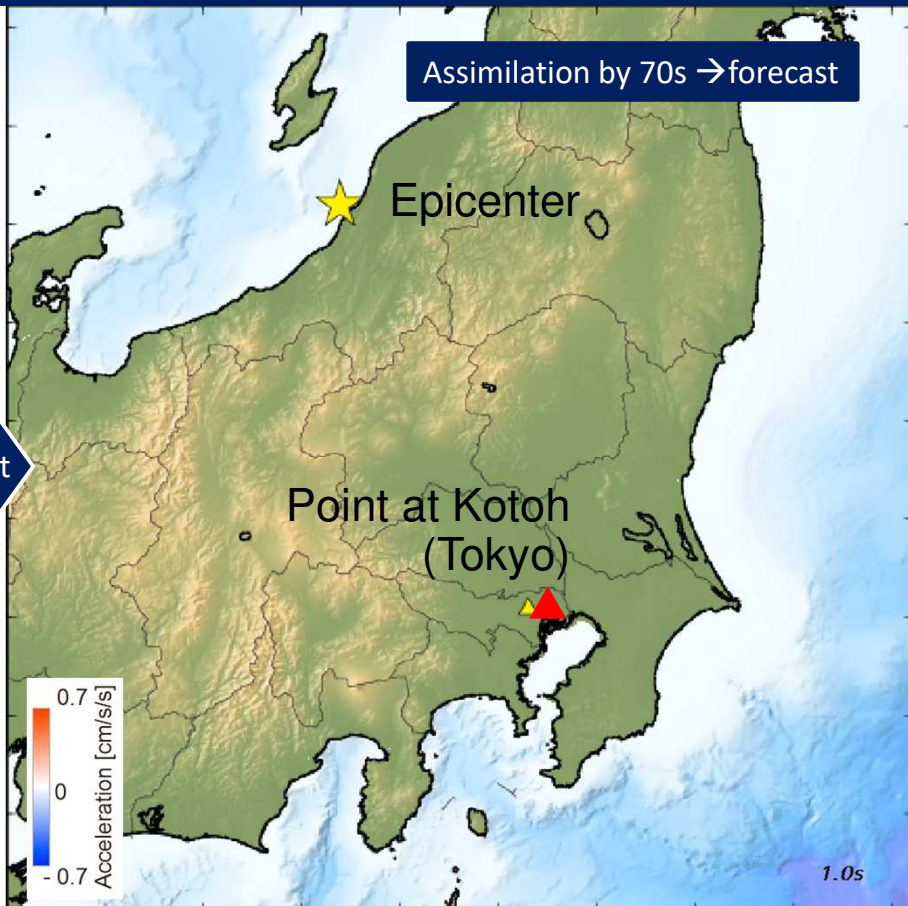 Assimilation by 70s →forecast
Epicenter
t
Point at Kotoh
(Tokyo)
0.7
0
- 0.7
Acceleration [cm/s/s]
1.0s